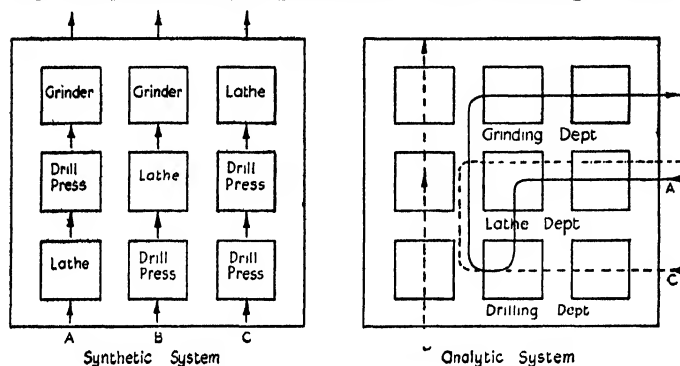 Grinder Grinder Lathe
Drill Press Lathe Drill Press
Lathe Drill Press Drill Press
A B C
Synthetic System
Grinding Dept
A
Lathe Dept
C
Drilling Dept
Analytic System